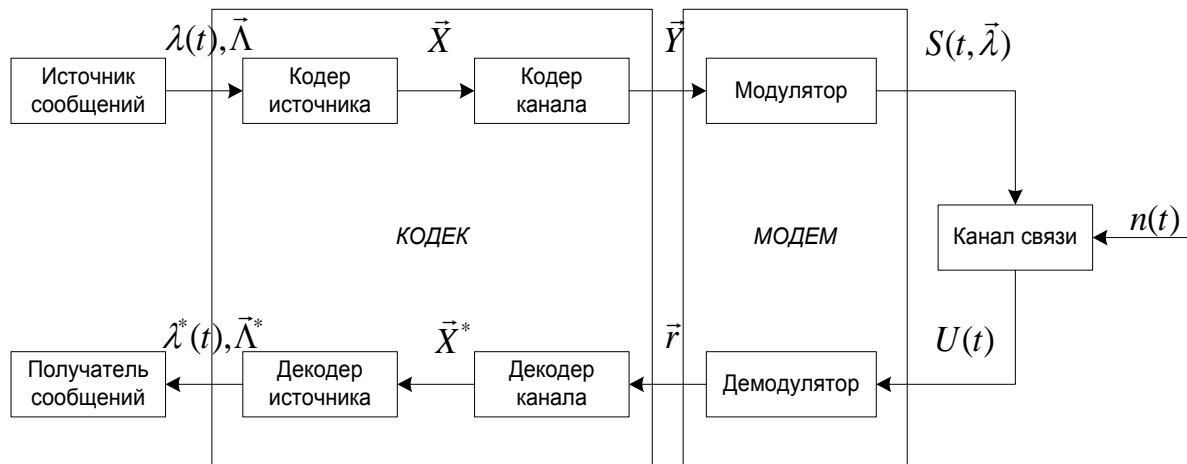 λ(t), Λ⃗
X⃗
Y⃗
S(t, λ⃗)
Источник
сообщений
Кодер
источника
Кодер
канала
Модулятор
КОДЕК
МОДЕМ
Канал связи
n(t)
λ*(t), Λ⃗*
X⃗*
r⃗
U(t)
Получатель
сообщений
Декодер
источника
Декодер
канала
Демодулятор